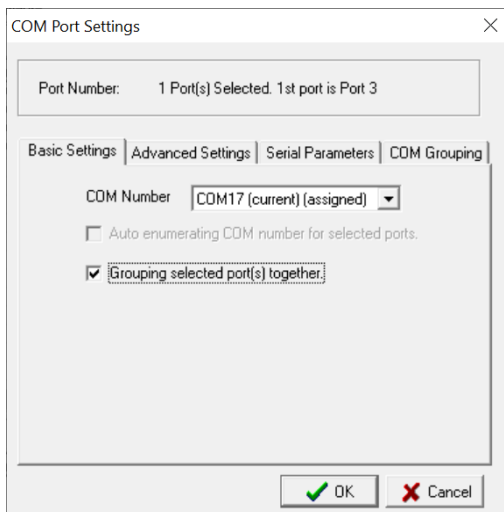 COM Port Settings
Port Number: 1 Port(s) Selected. 1st port is Port 3
Basic Settings Advanced Settings Serial Parameters COM Grouping
COM Number COM17 (current) (assigned)
Auto enumerating COM number for selected ports.
Grouping selected port(s) together.
OK Cancel